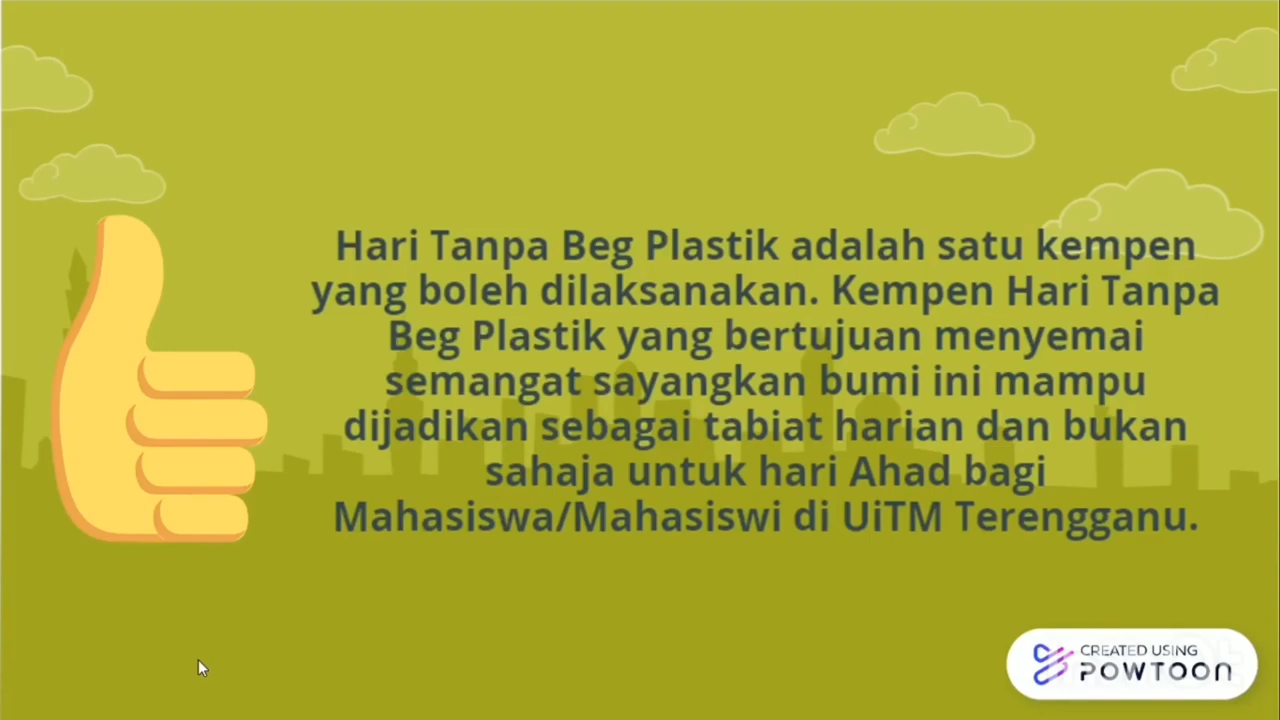 Hari Tanpa Beg Plastik adalah satu kempen
yang boleh dilaksanakan. Kempen Hari Tanpa
Beg Plastik yang bertujuan menyemai
semangat sayangkan bumi ini mampu
dijadikan sebagai tabiat harian dan bukan
sahaja untuk hari Ahad bagi
Mahasiswa/Mahasiswi di UiTM Terengganu.
CREATED USING
POWTOON